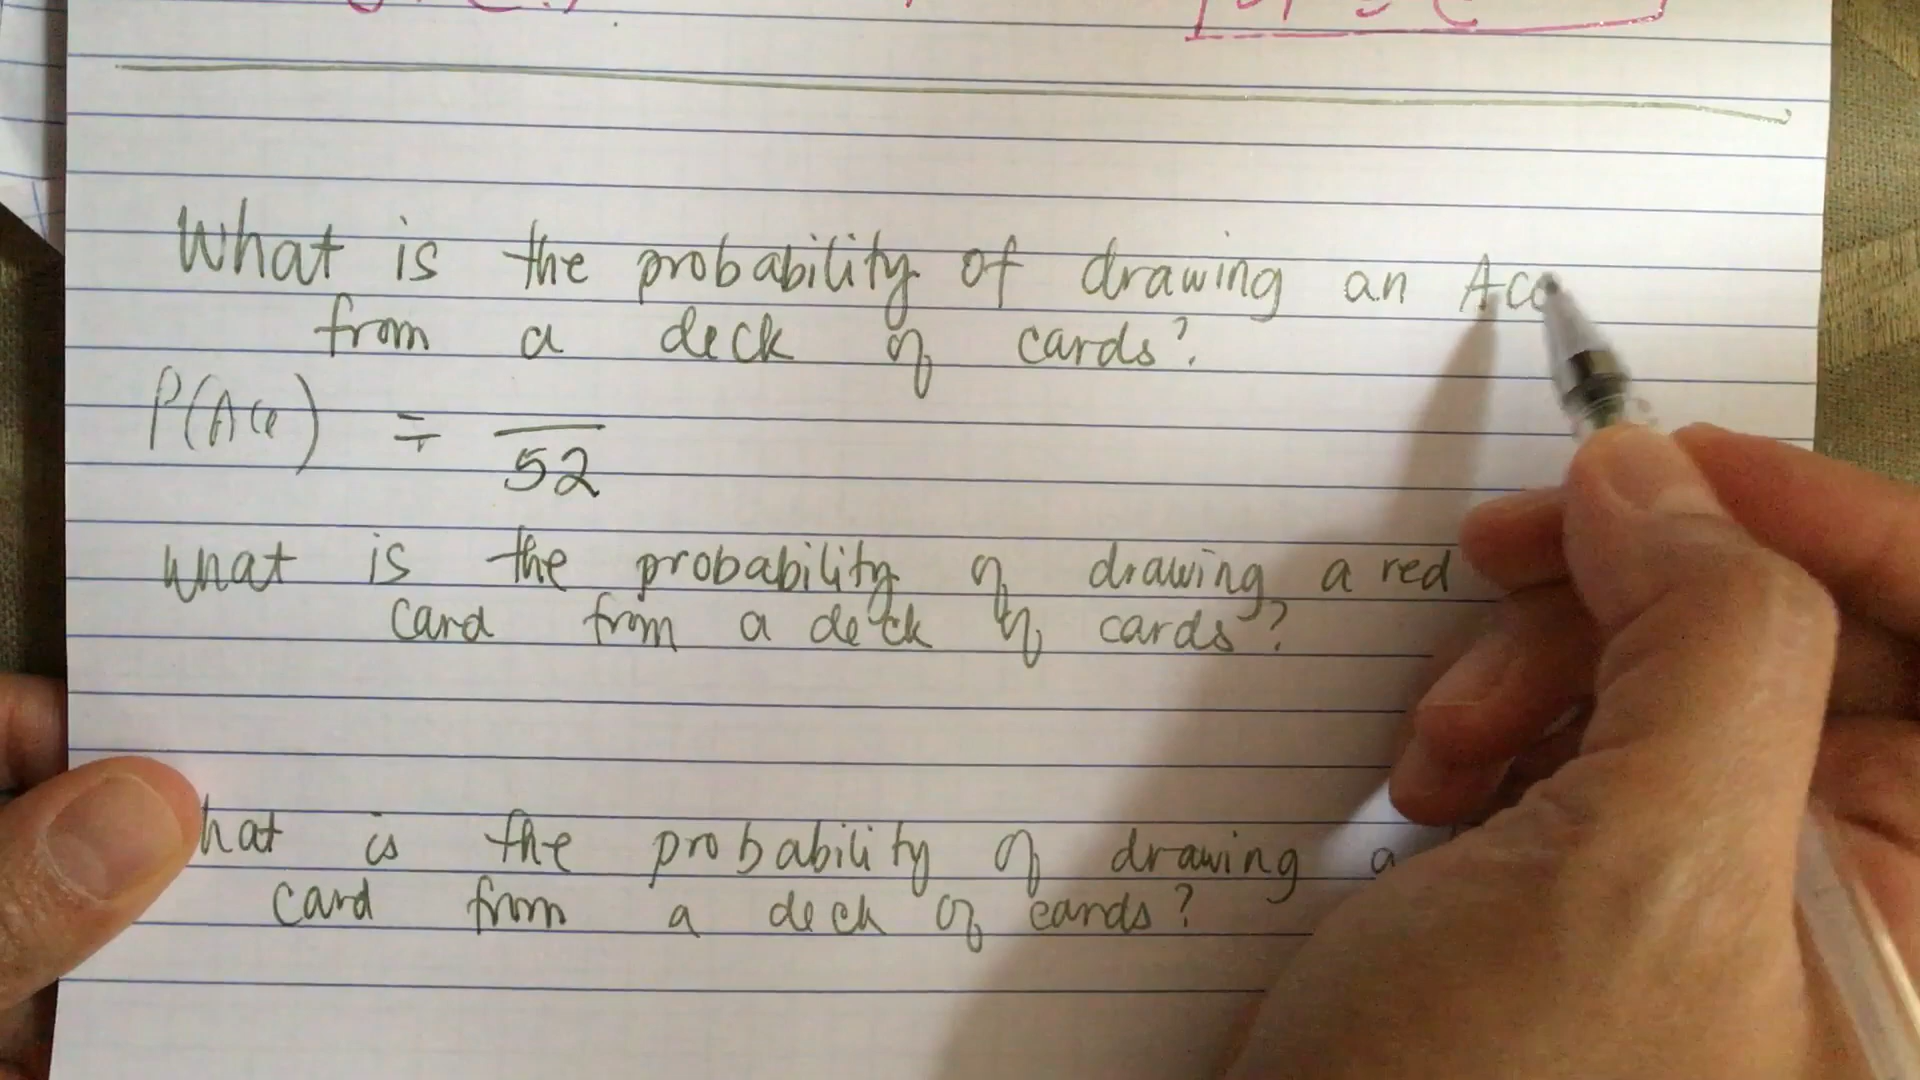 What is the probability of drawing an Ace
from a deck of cards?
P(Ace) = 
52
What is the probability of drawing a red
card from a deck of cards?
hat is the probability of drawing a
card from a deck of cards?